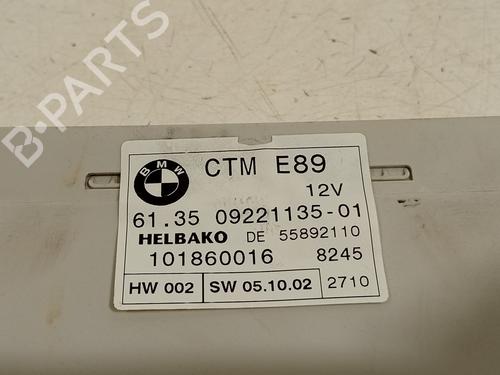 BMW
CTM E89
12V
61.35 09221135-01
HELBAKO DE 55892110
101860016 8245
HW 002 SW 05.10.02 2710
B-PARTS